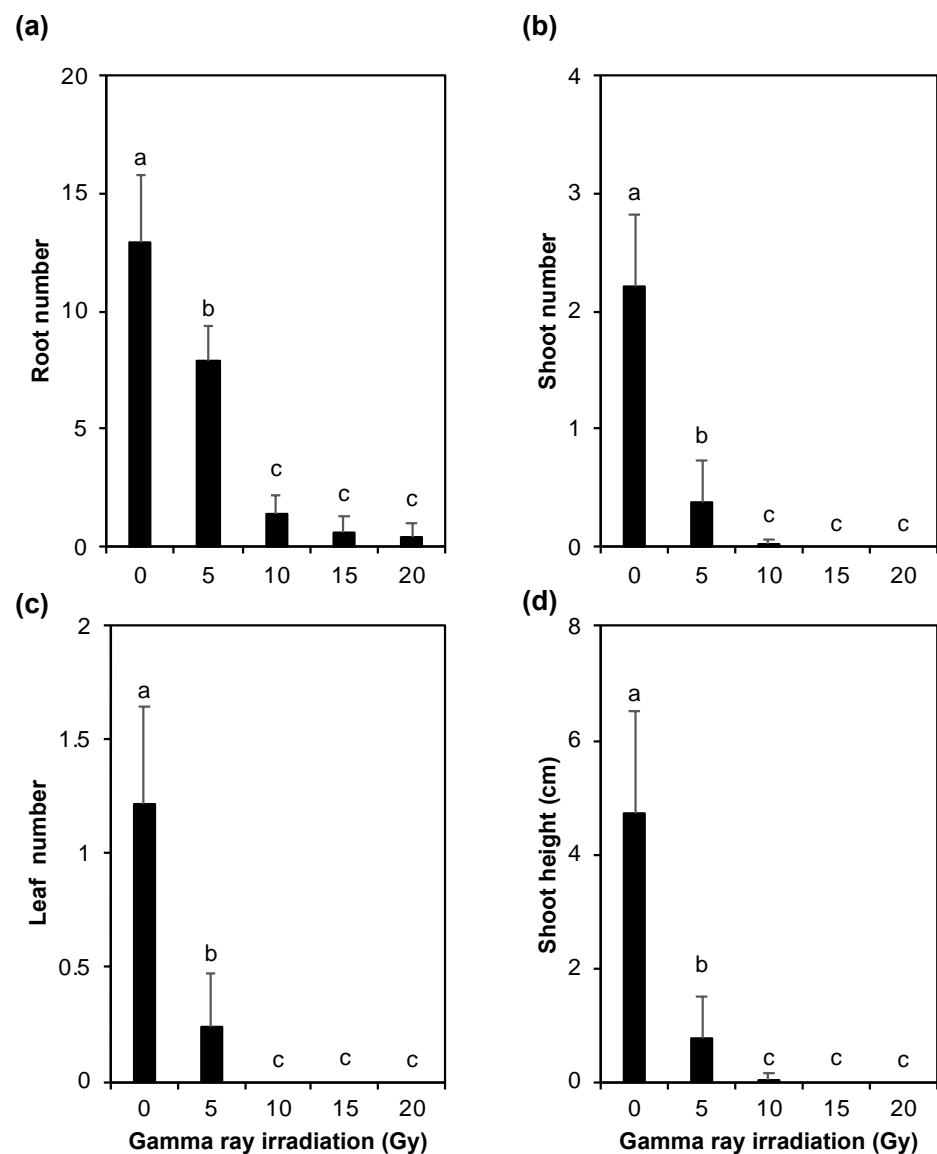 (a)
20
15
10
5
0
Root number
a
b
c
c
c
0 5 10 15 20
(b)
4
3
2
1
0
Shoot number
a
b
c
c
c
0 5 10 15 20
(c)
2
1.5
1
0.5
0
Leaf number
a
b
c
c
c
0 5 10 15 20
Gamma ray irradiation (Gy)
(d)
8
6
4
2
0
Shoot height (cm)
a
b
c
c
c
0 5 10 15 20
Gamma ray irradiation (Gy)